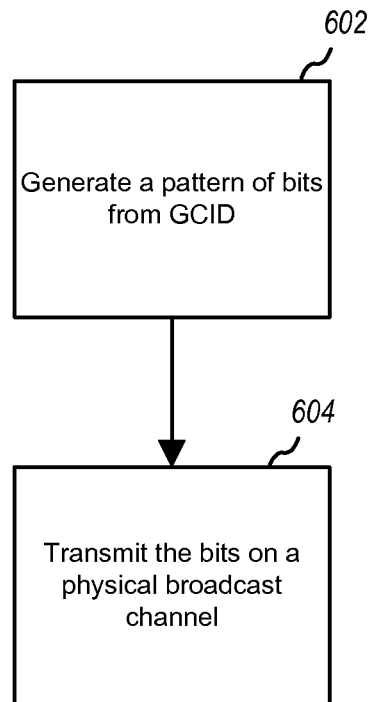 602
Generate a pattern of bits
from GCID
604
Transmit the bits on a
physical broadcast
channel